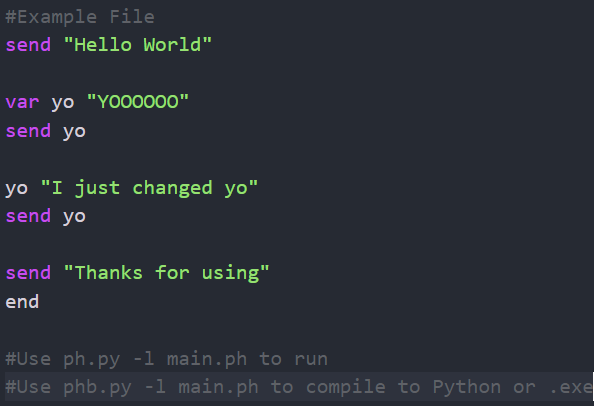 #Example File
send "Hello World"
var yo "YOOOOOO"
send yo
yo "I just changed yo"
send yo
send "Thanks for using"
end
#Use ph.py -l main.ph to run
#Use phb.py -l main.ph to compile to Python or .exe